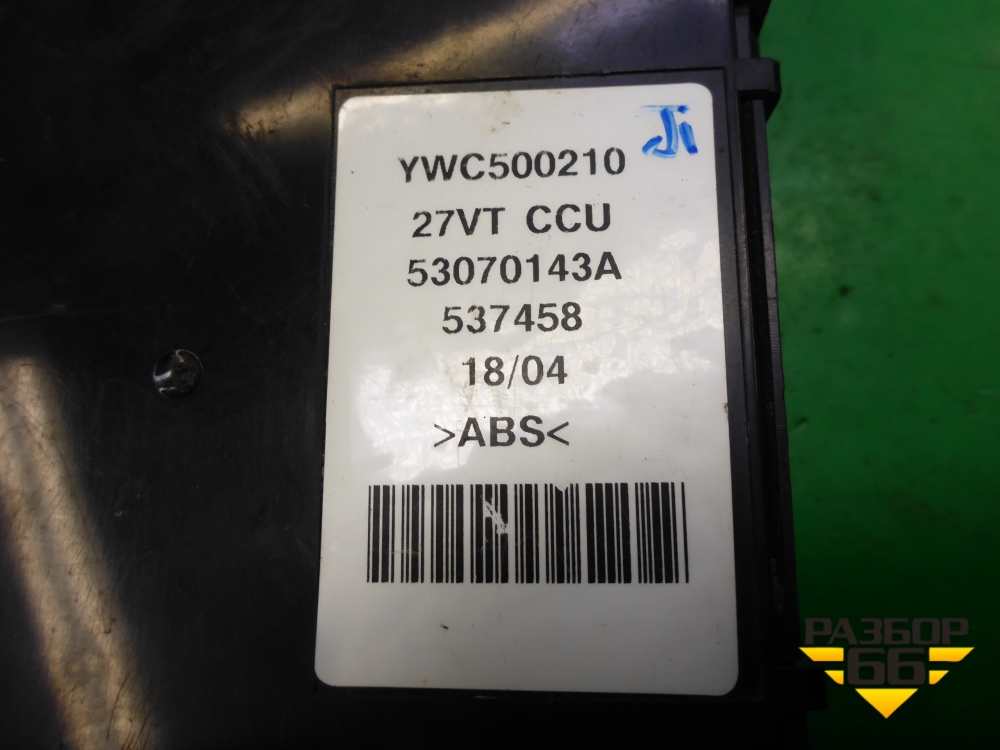 Ji
YWC500210
27VT CCU
53070143A
537458
18/04
>ABS<
РАЗБОР
66